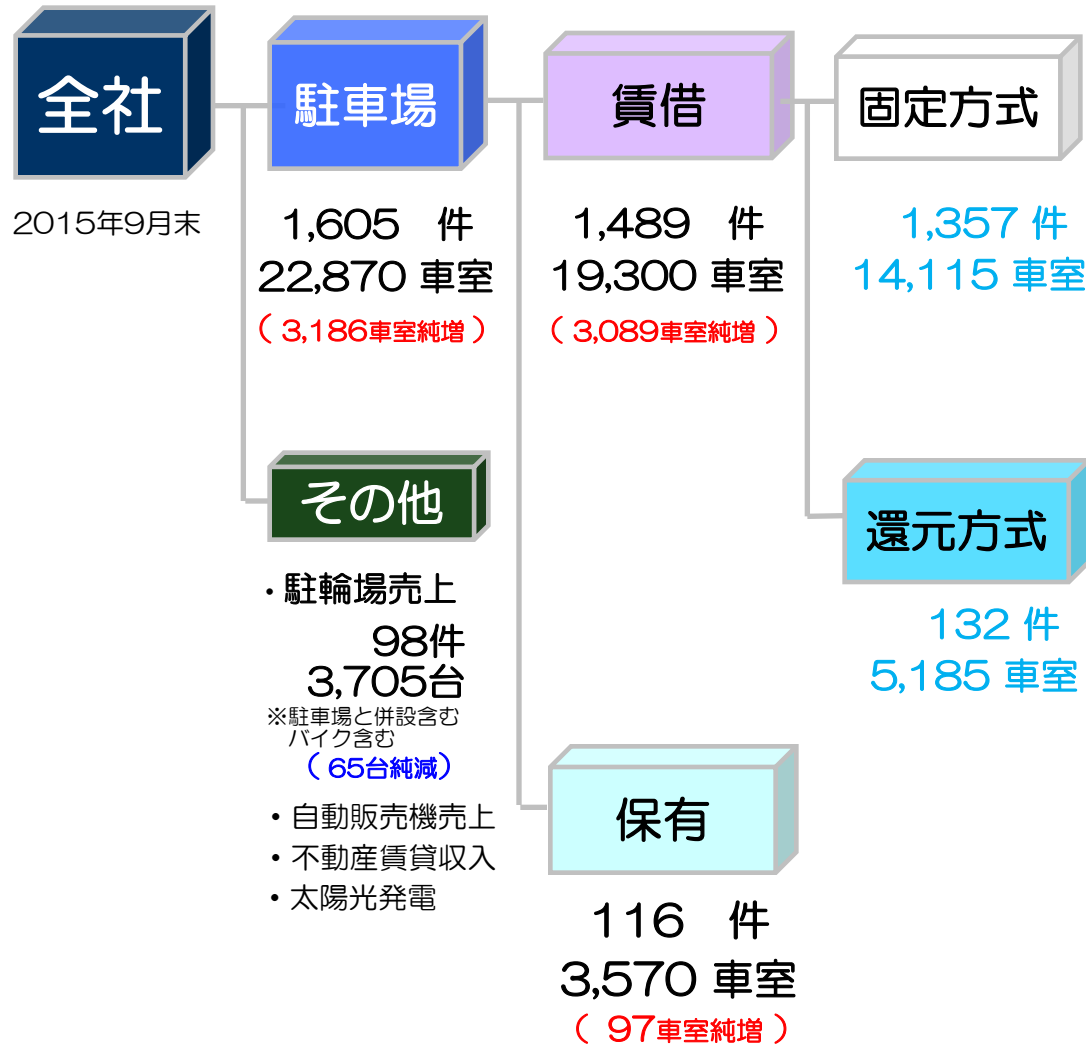 全社
2015年9月末
駐車場
1,605 件
22,870 車室
( 3,186車室純増 )
賃借
1,489 件
19,300 車室
( 3,089車室純増 )
固定方式
1,357 件
14,115 車室
還元方式
132 件
5,185 車室
その他
・駐輪場売上
98件
3,705台
※駐車場と併設含む
バイク含む
( 65台純減)
・自動販売機売上
・不動産賃貸収入
・太陽光発電
保有
116 件
3,570 車室
( 97車室純増 )